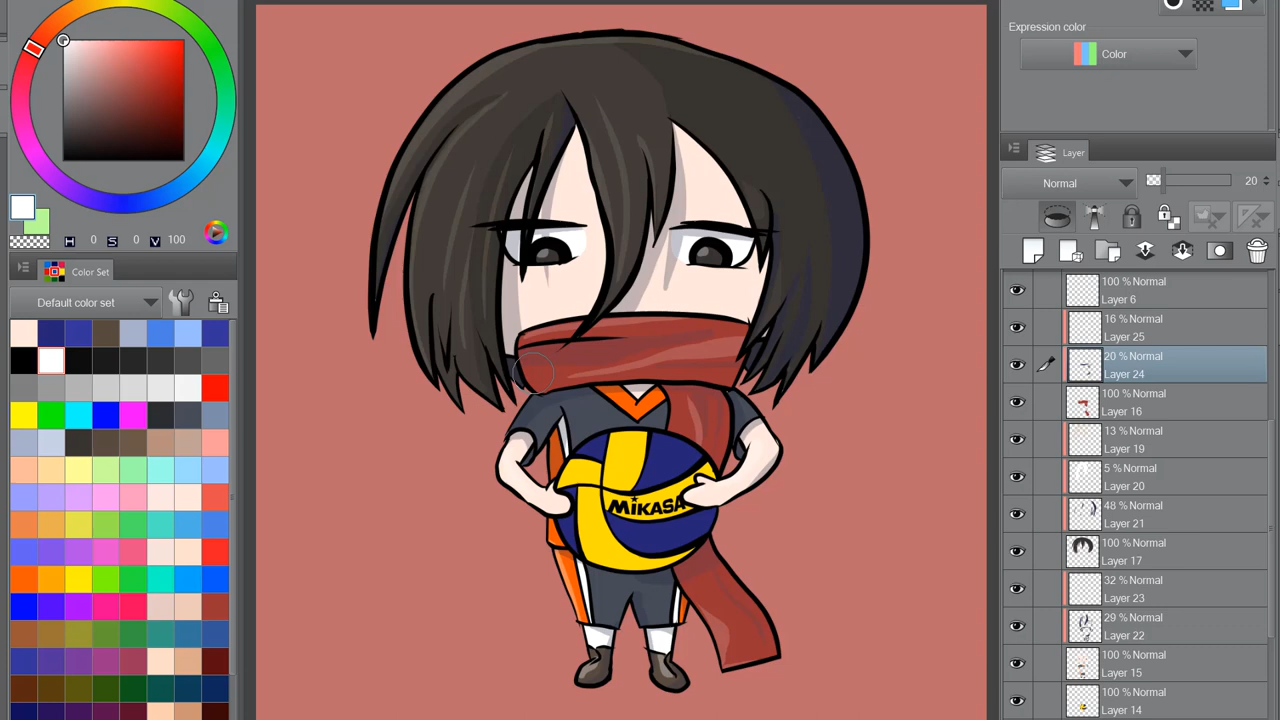 Expression color
Color
Layer
Normal
20
H 0 S 0 V 100
Color Set
Default color set
MIKASA
100 % Normal
Layer 6
16 % Normal
Layer 25
20 % Normal
Layer 24
100 % Normal
Layer 16
13 % Normal
Layer 19
5 % Normal
Layer 20
48 % Normal
Layer 21
100 % Normal
Layer 17
32 % Normal
Layer 23
29 % Normal
Layer 22
100 % Normal
Layer 15
100 % Normal
Layer 14